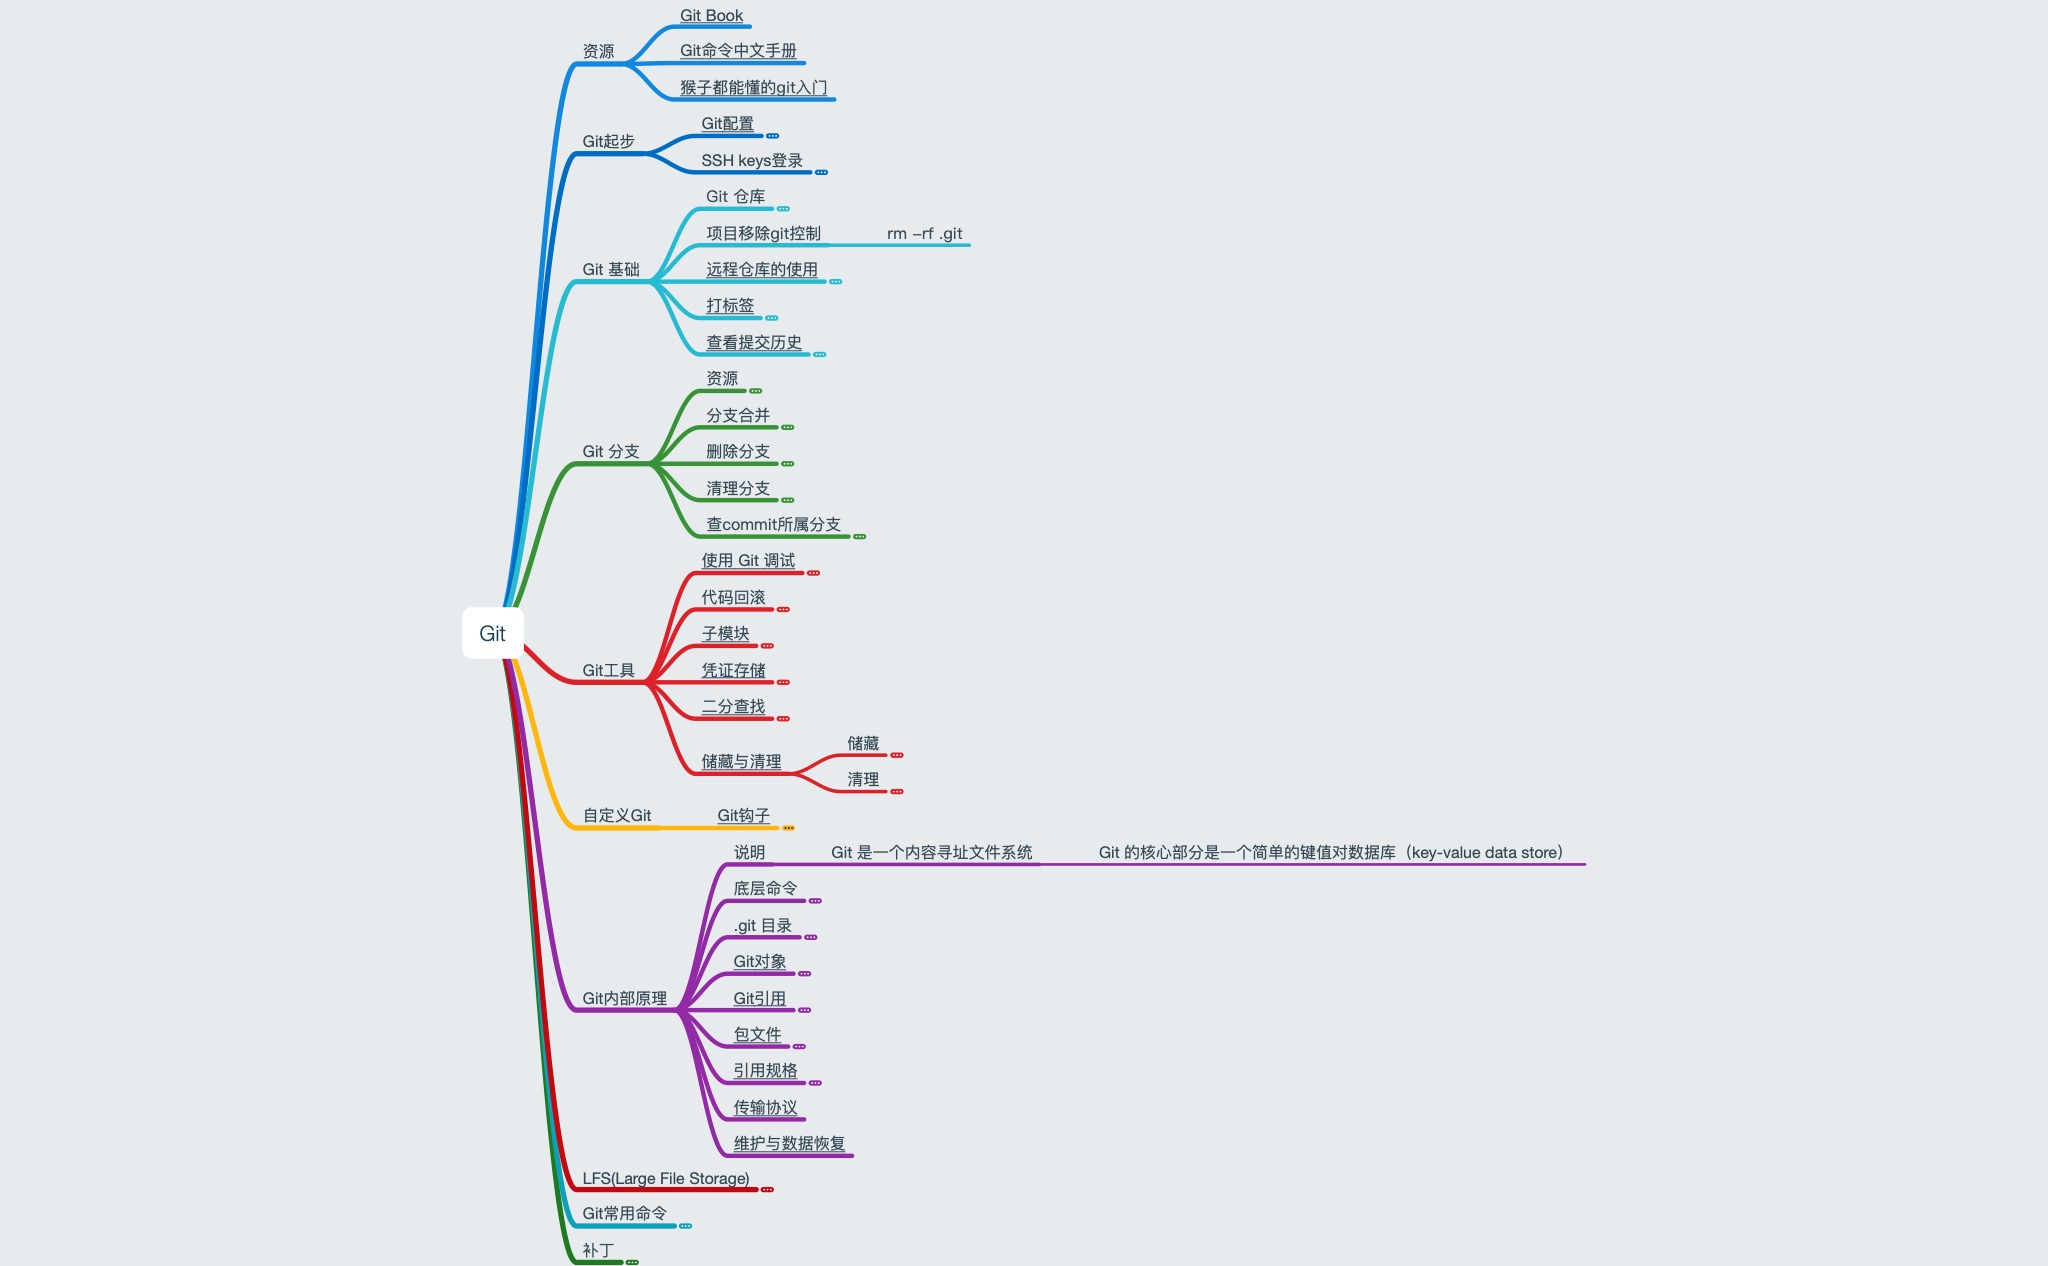 Git
资源
Git Book
Git命令中文手册
猴子都能懂的git入门
Git起步
Git配置
SSH keys登录
Git 基础
Git 仓库
项目移除git控制
rm -rf .git
远程仓库的使用
打标签
查看提交历史
Git 分支
资源
分支合并
删除分支
清理分支
查commit所属分支
Git工具
使用 Git 调试
代码回滚
子模块
凭证存储
二分查找
储藏与清理
储藏
清理
自定义Git
Git钩子
Git内部原理
说明
Git 是一个内容寻址文件系统
Git 的核心部分是一个简单的键值对数据库（key-value data store）
底层命令
.git 目录
Git对象
Git引用
包文件
引用规格
传输协议
维护与数据恢复
LFS(Large File Storage)
Git常用命令
补丁